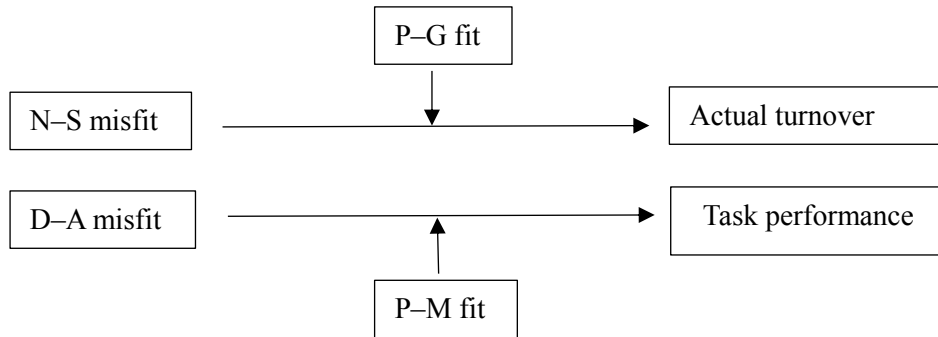 P–G fit
N–S misfit
Actual turnover
D–A misfit
Task performance
P–M fit